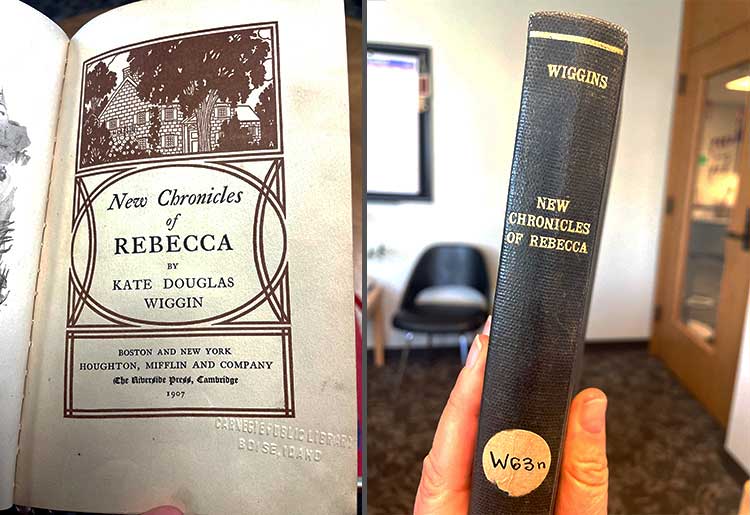 New Chronicles
of
REBECCA
BY
KATE DOUGLAS
WIGGIN
BOSTON AND NEW YORK
HOUGHTON, MIFFLIN AND COMPANY
The Riverside Press, Cambridge
1907
CARNEGIE PUBLIC LIBRARY
BOISE, IDAHO
WIGGINS
NEW
CHRONICLES
OF REBECCA
W63n